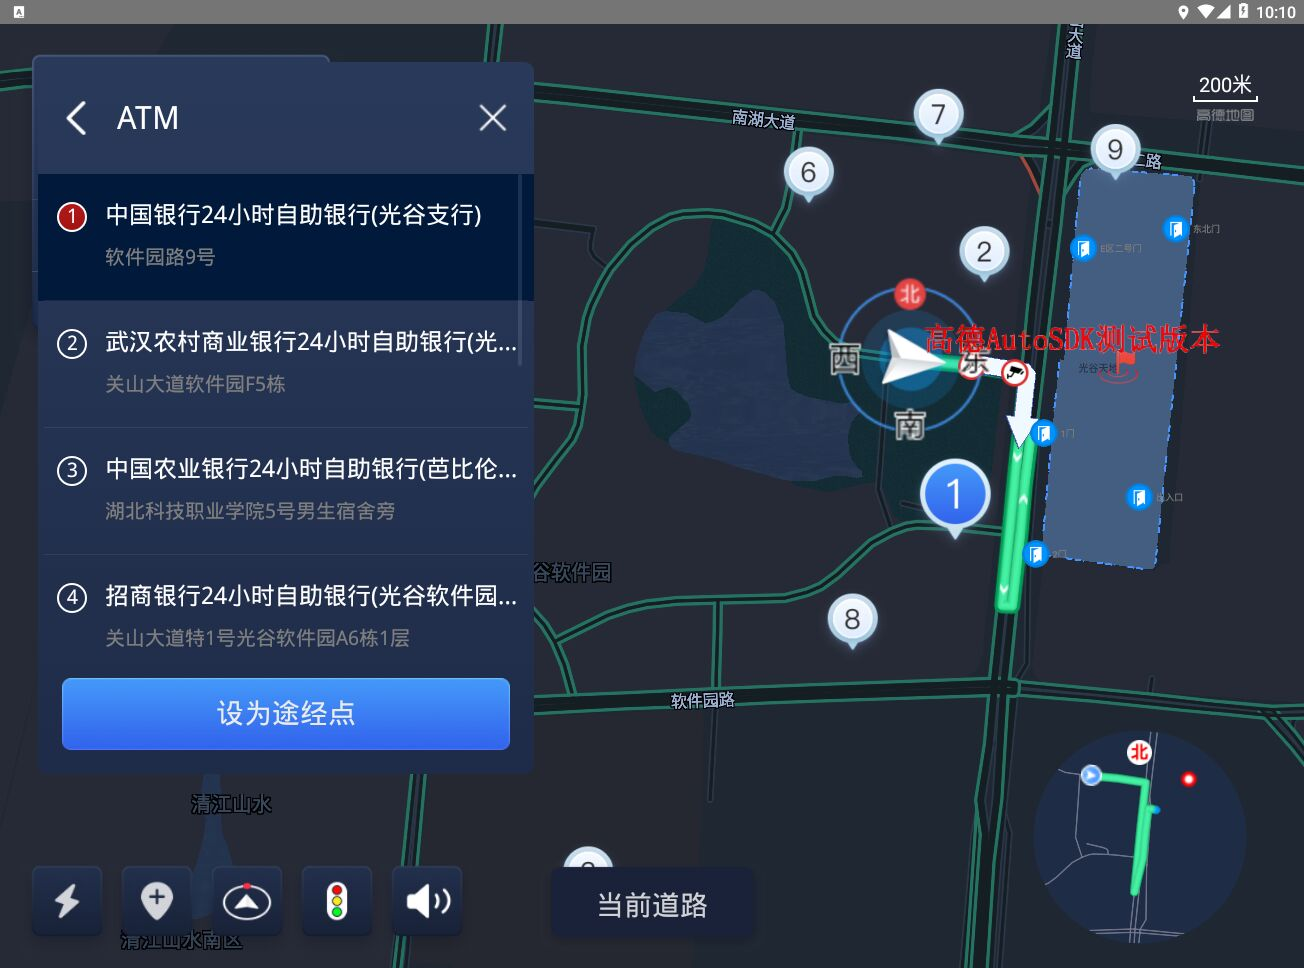 10:10
ATM
1
中国银行24小时自助银行(光谷支行)
软件园路9号
2
武汉农村商业银行24小时自助银行(光...
关山大道软件园F5栋
3
中国农业银行24小时自助银行(芭比伦...
湖北科技职业学院5号男生宿舍旁
4
招商银行24小时自助银行(光谷软件园...
关山大道特1号光谷软件园A6栋1层
设为途经点
大道
200米
高德地图
南湖大道
7
9
二路
6
2
东北门
E区二号门
北
西
东
南
高德AutoSDK测试版本
光谷天地
1门
1
出入口
2门
谷软件园
8
软件园路
北
清江山水
清江山水南区
当前道路